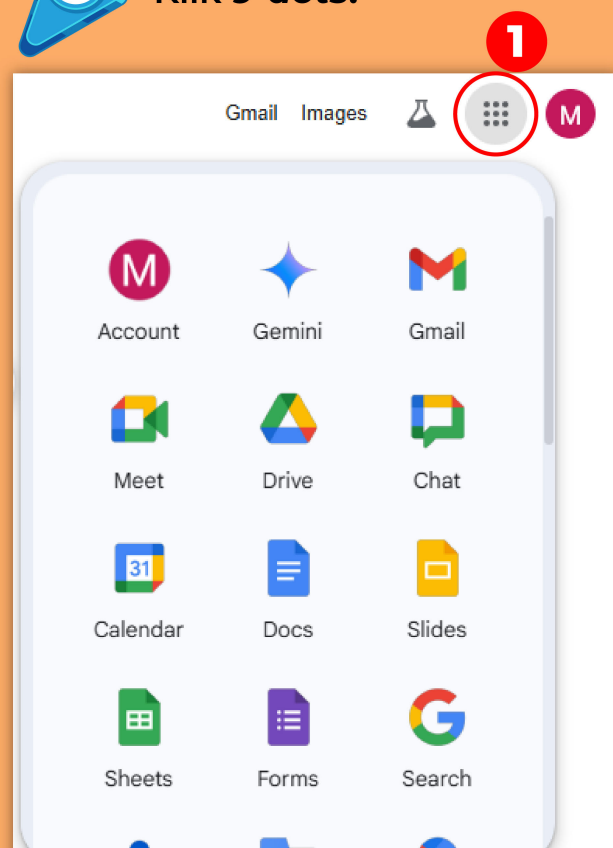 Klik 9-dots.
1
Gmail Images M
M
Account Gemini Gmail
Meet Drive Chat
31
Calendar Docs Slides
Sheets Forms Search